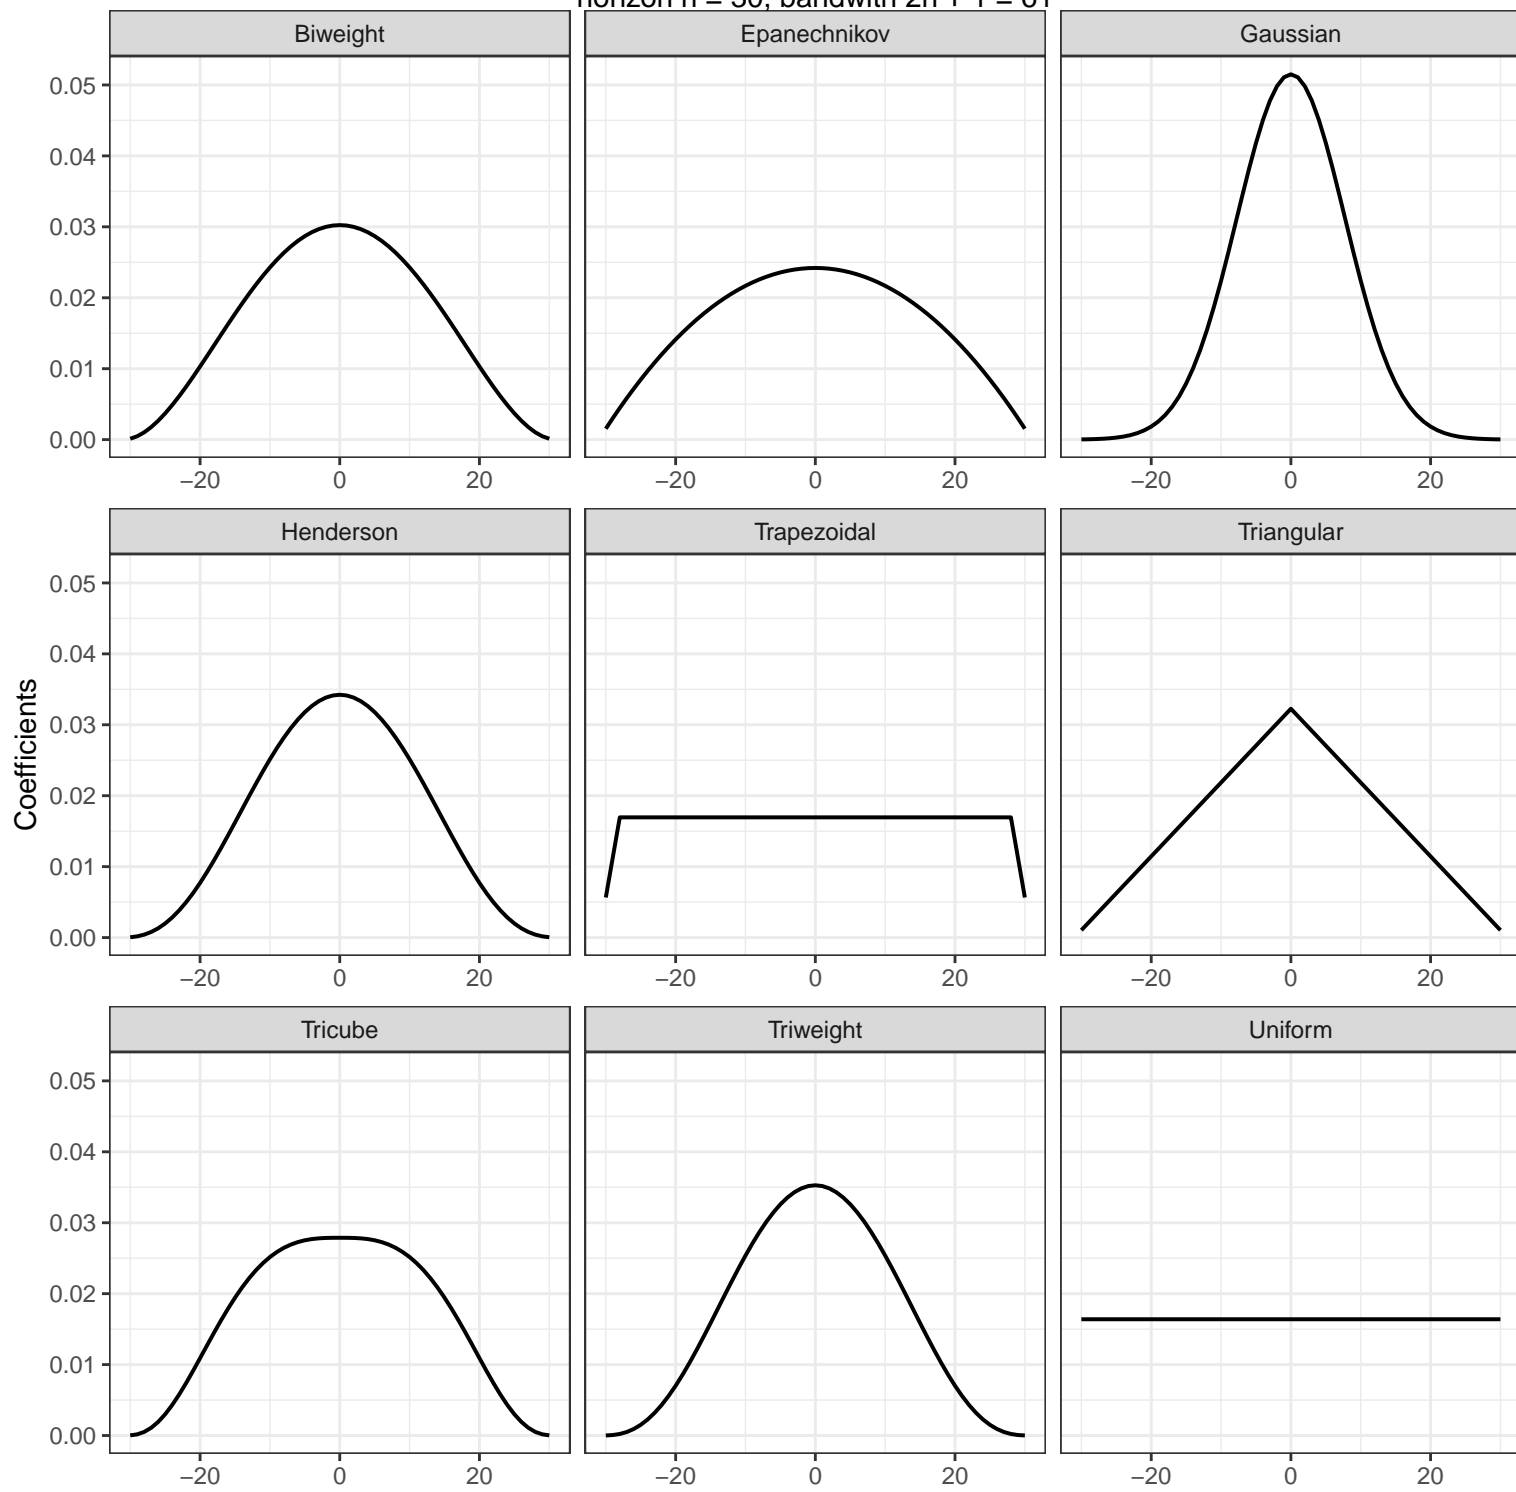 = 30, bandwith 2h + 1 = 61
Biweight Epanechnikov Gaussian
0.05
0.04
0.03
0.02
0.01
0.00
−20 0 20 −20 0 20 −20 0 20
Henderson Trapezoidal Triangular
0.05
0.04
0.03
0.02
0.01
0.00
−20 0 20 −20 0 20 −20 0 20
Coefficients
Tricube Triweight Uniform
0.05
0.04
0.03
0.02
0.01
0.00
−20 0 20 −20 0 20 −20 0 20